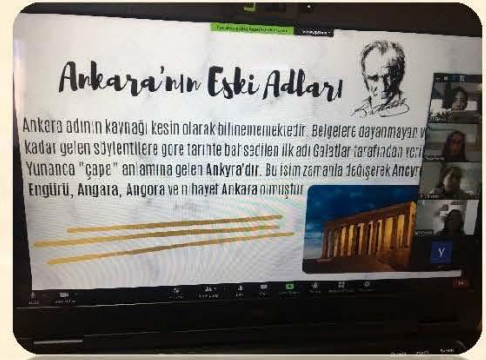 Ankara'nın Eski Adları
Ankara adının kaynağı kesin olarak bilinememektedir. Belgelere dayanmayan v
kadar gelen söylentilere göre tarihte bahsedilen ilk adı Galatlar tarafından
Yunanca "çapa" anlamına gelen Ankyra'dır. Bu isim zamanla değişerek Ancyr
Engürü, Angara, Angora ve nihayet Ankara olmuştur
Y